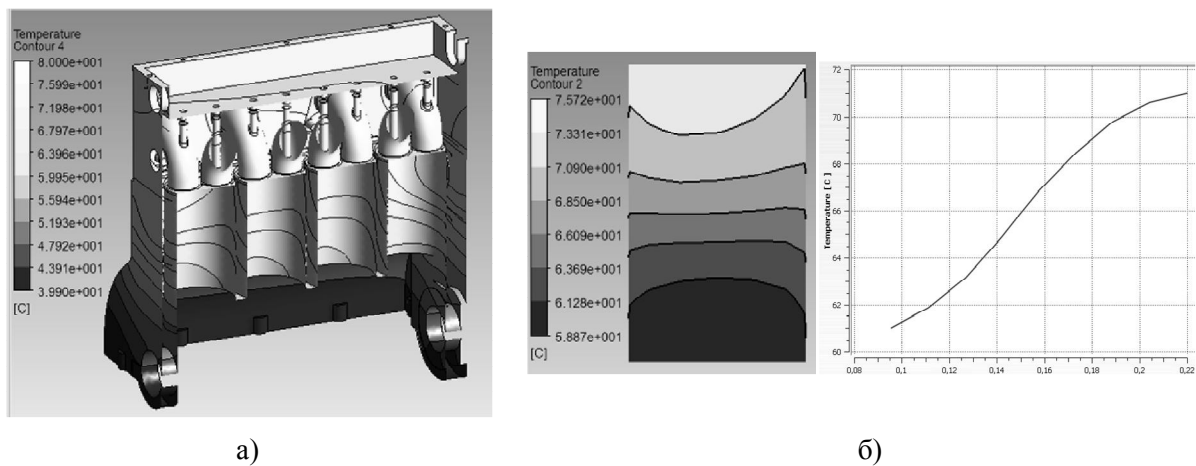 Temperature
Contour 4
8.000e+001
7.599e+001
7.198e+001
6.797e+001
6.396e+001
5.995e+001
5.594e+001
5.193e+001
4.792e+001
4.391e+001
3.990e+001
[C]
Temperature
Contour 2
7.572e+001
7.331e+001
7.090e+001
6.850e+001
6.609e+001
6.369e+001
6.128e+001
5.887e+001
[C]
Temperature [C]
72
70
68
66
64
62
60
0,08
0,1
0,12
0,14
0,16
0,18
0,2
0,22
а)
б)